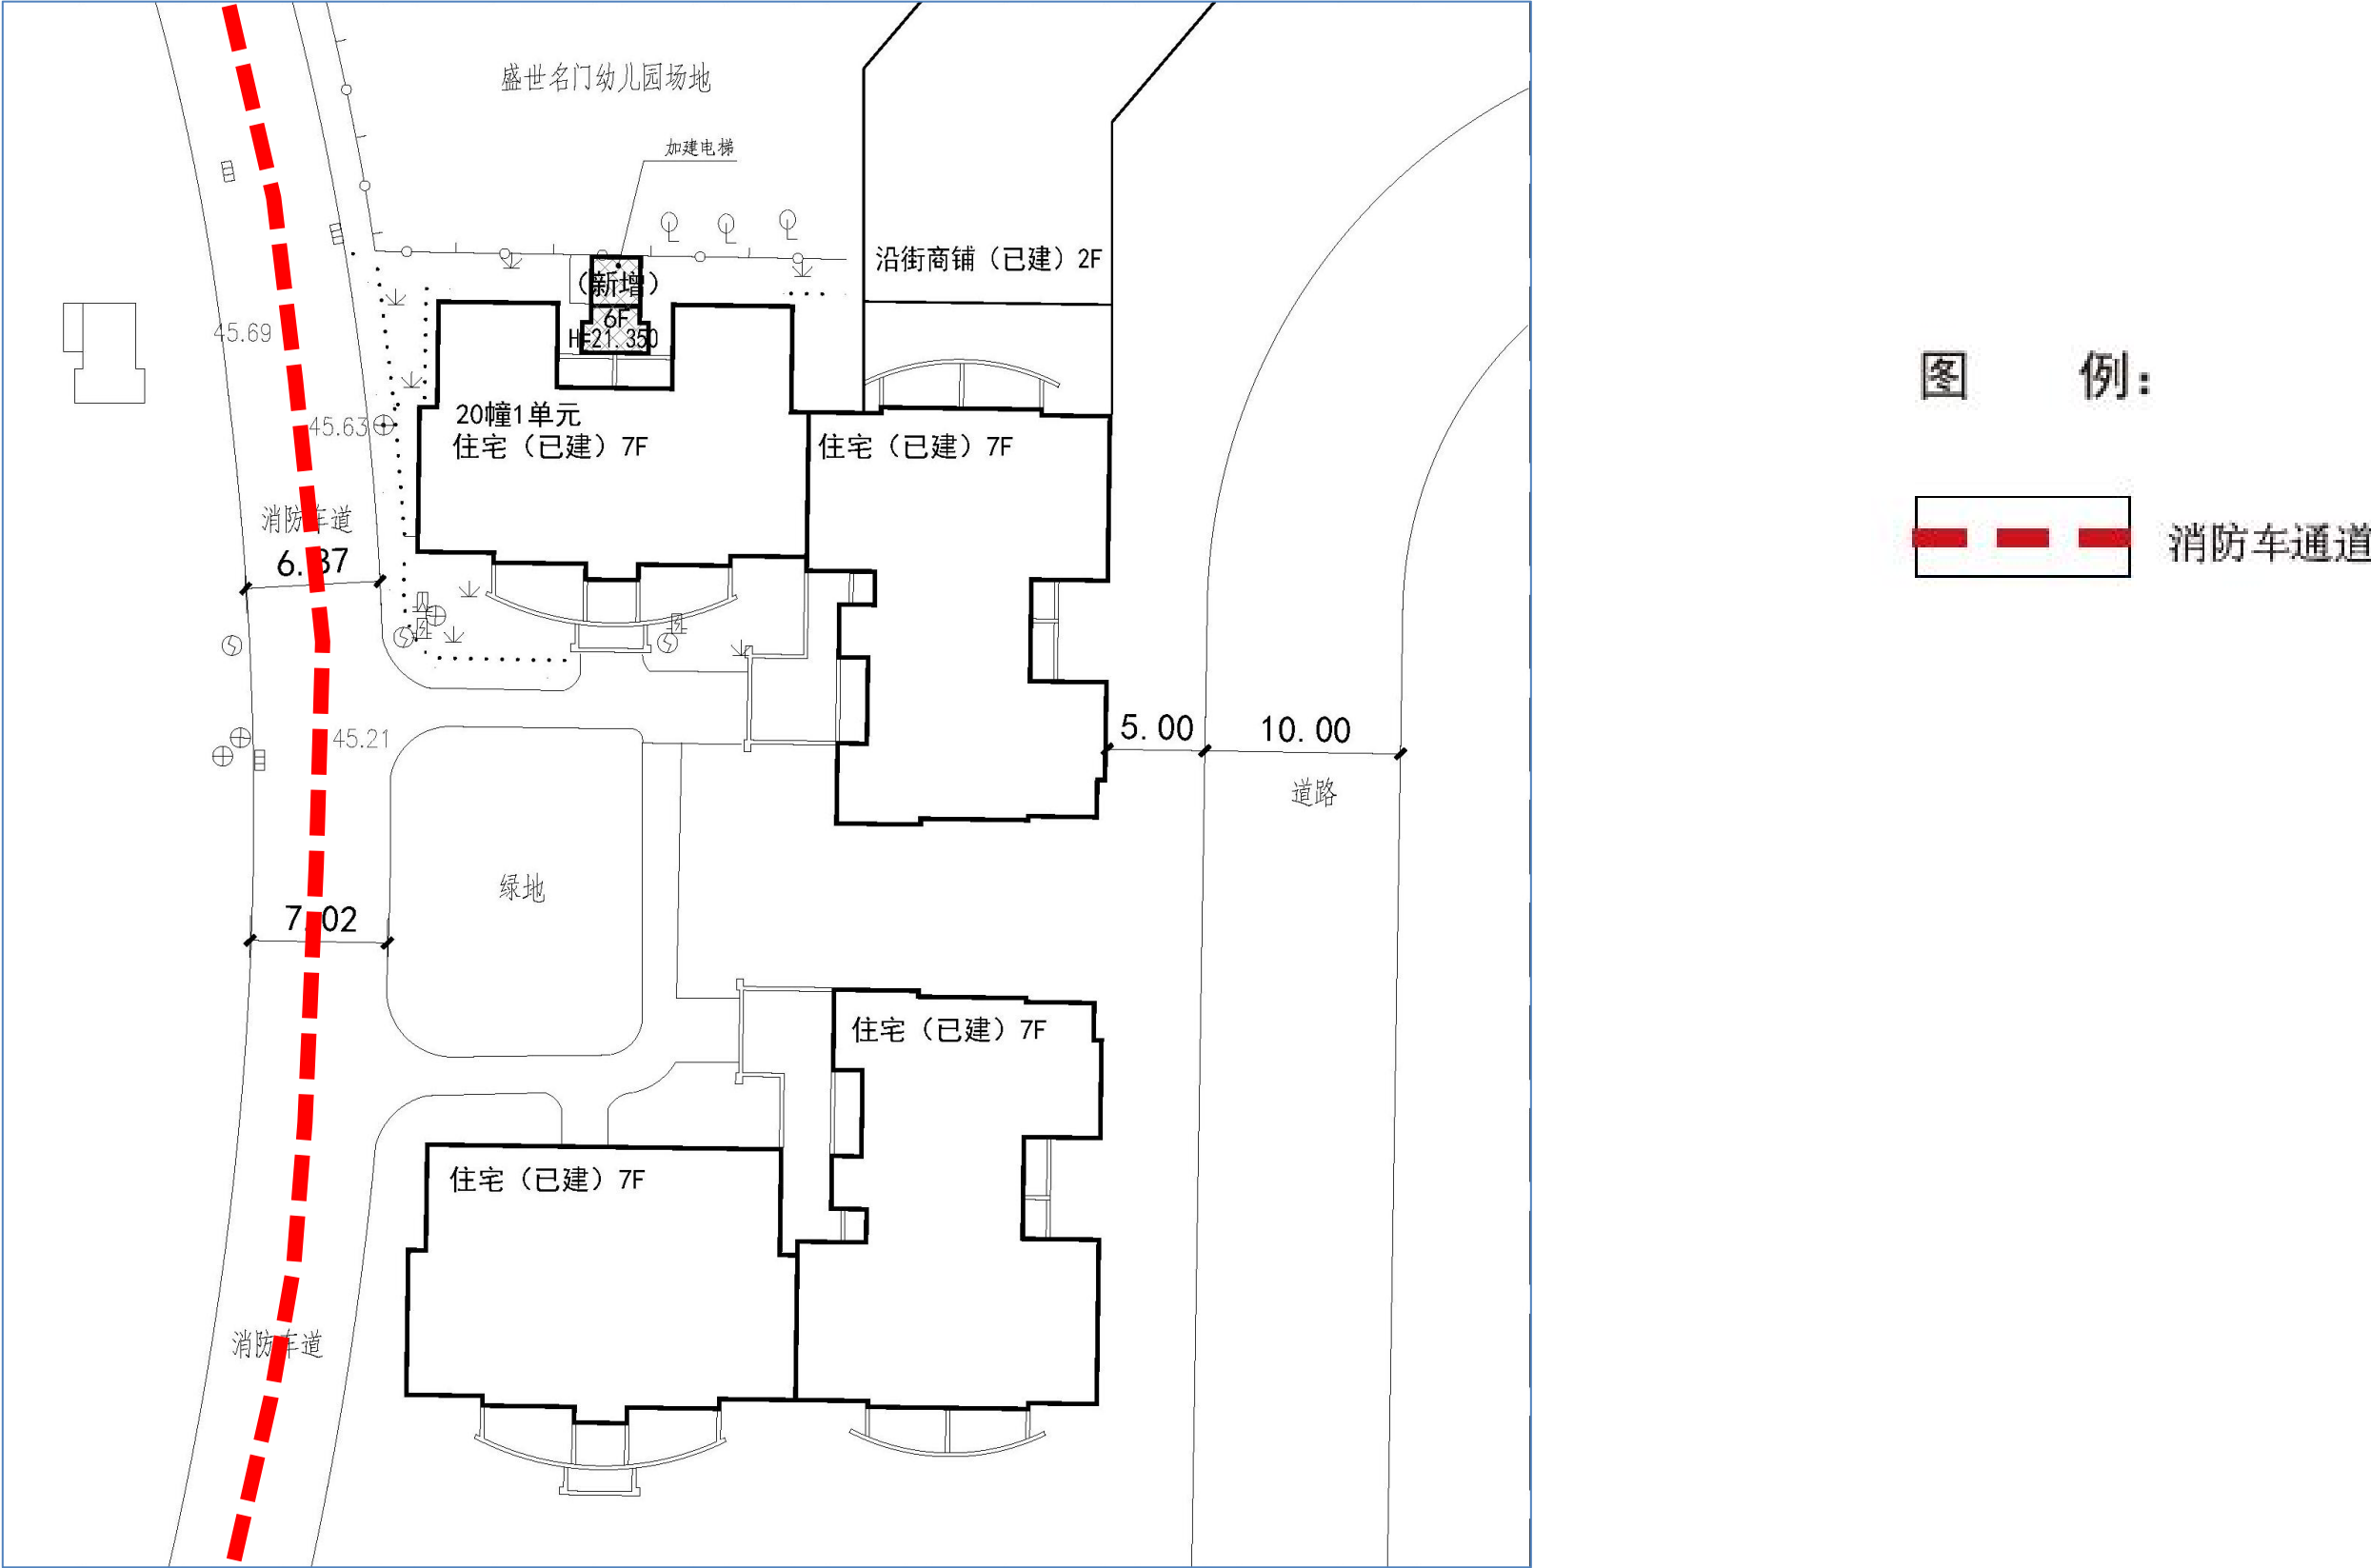 盛世名门幼儿园场地
加建电梯
沿街商铺（已建）2F
（新增）
6F
H=21.350
45.69
20幢1单元
住宅（已建）7F
住宅（已建）7F
45.63
消防车道
6.87
45.21
5.00
10.00
道路
绿地
7.02
住宅（已建）7F
住宅（已建）7F
消防车道
图 例：
消防车通道